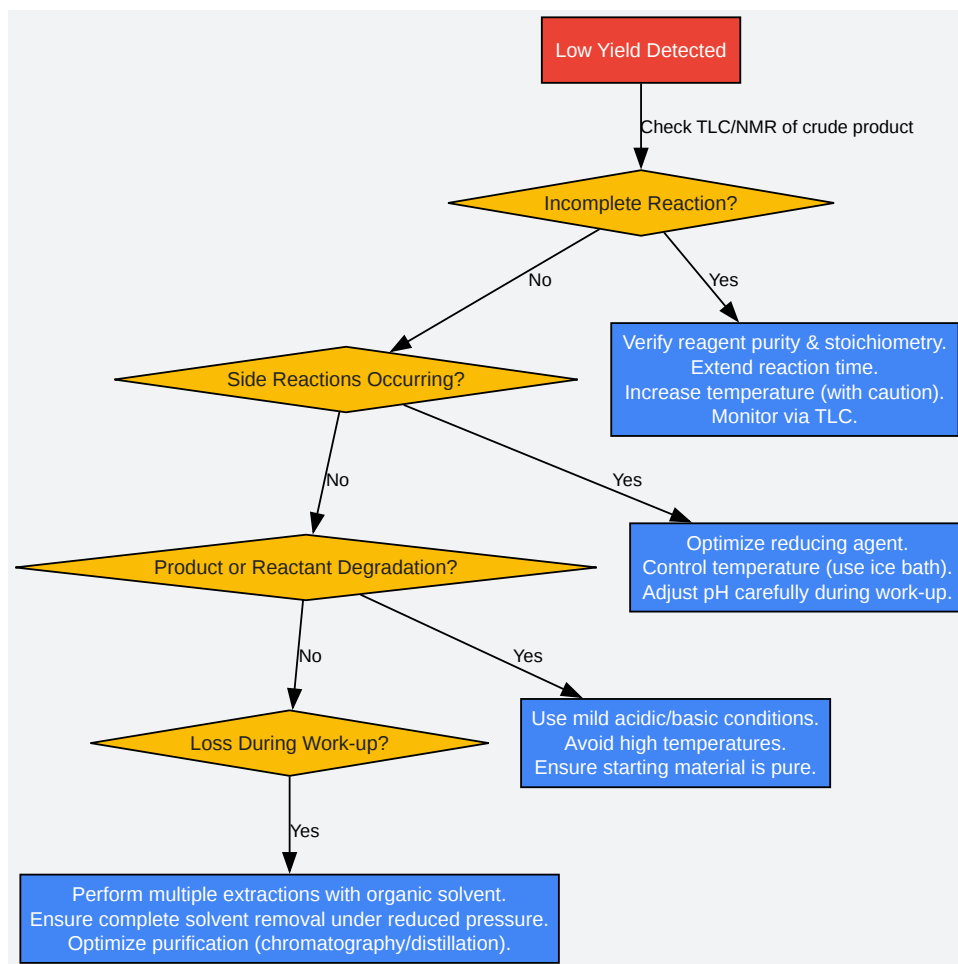 Low Yield Detected
Check TLC/NMR of crude product
Incomplete Reaction?
No
Yes
Verify reagent purity & stoichiometry.
Extend reaction time.
Increase temperature (with caution).
Monitor via TLC.
Side Reactions Occurring?
No
Yes
Optimize reducing agent.
Control temperature (use ice bath).
Adjust pH carefully during work-up.
Product or Reactant Degradation?
No
Yes
Use mild acidic/basic conditions.
Avoid high temperatures.
Ensure starting material is pure.
Loss During Work-up?
Yes
Perform multiple extractions with organic solvent.
Ensure complete solvent removal under reduced pressure.
Optimize purification (chromatography/distillation).